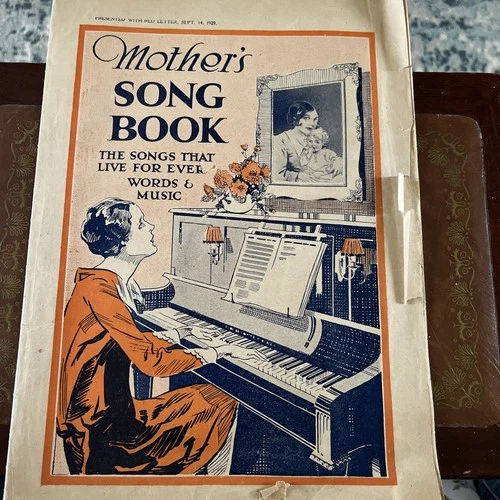 PRESENTED WITH RED LETTER, SEPT. 14, 1929.
Mother's
SONG
BOOK
THE SONGS THAT
LIVE FOR EVER
WORDS &
MUSIC